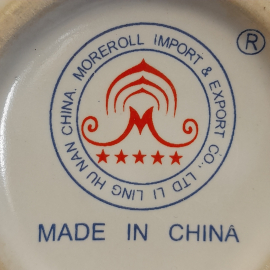 ®
LI LING HU NAN CHINA. MOREROLL IMPORT & EXPORT CO., LTD
M
MADE IN CHINA